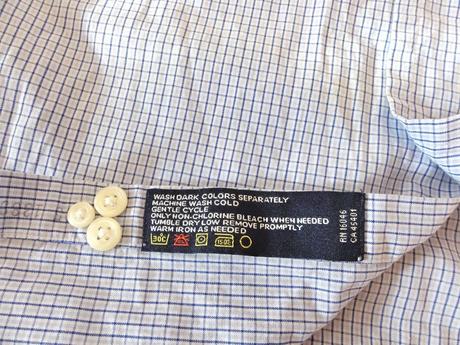 WASH DARK COLORS SEPARATELY
MACHINE WASH COLD
GENTLE CYCLE
ONLY NON-CHLORINE BLEACH WHEN NEEDED
TUMBLE DRY LOW REMOVE PROMPTLY
WARM IRON AS NEEDED
30C
RN 16046
CA 45401